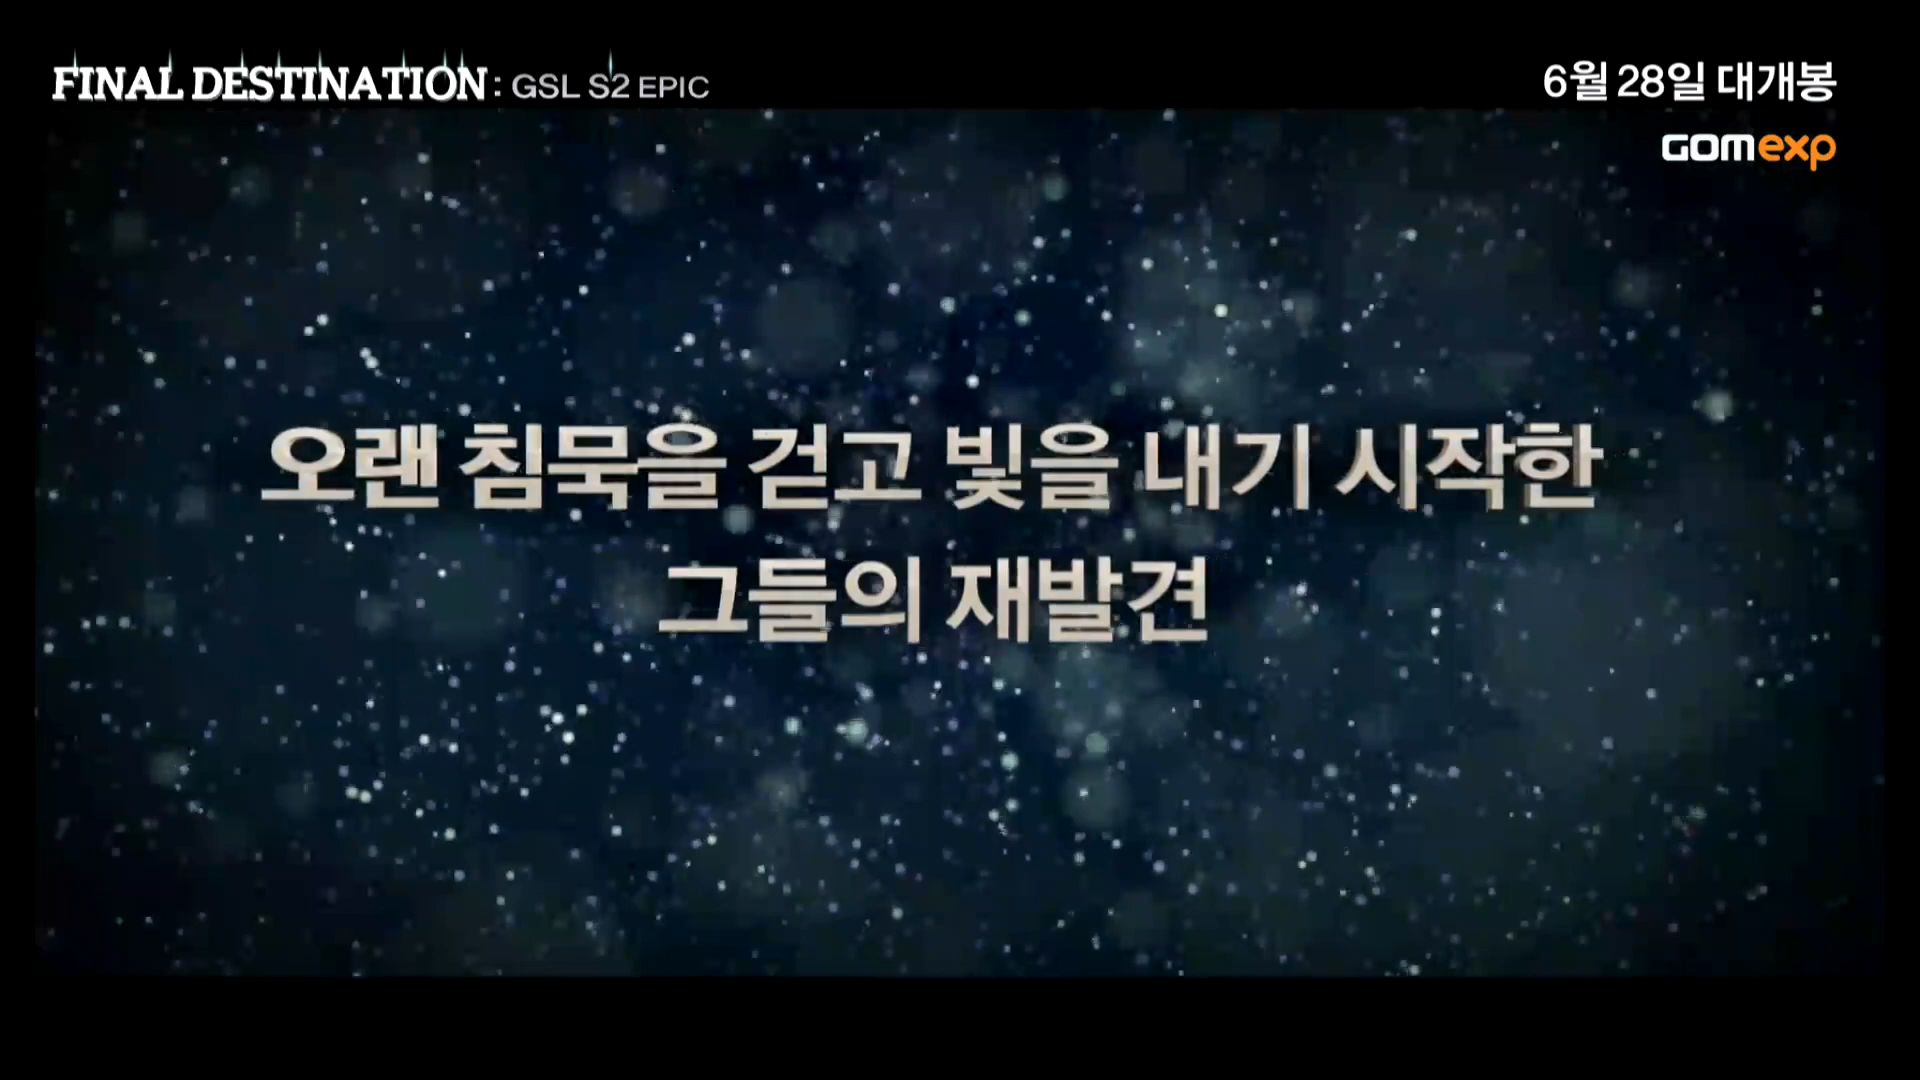 FINAL DESTINATION : GSL S2 EPIC
6월 28일 대개봉
GOMexp
오랜 침묵을 걷고 빛을 내기 시작한
그들의 재발견